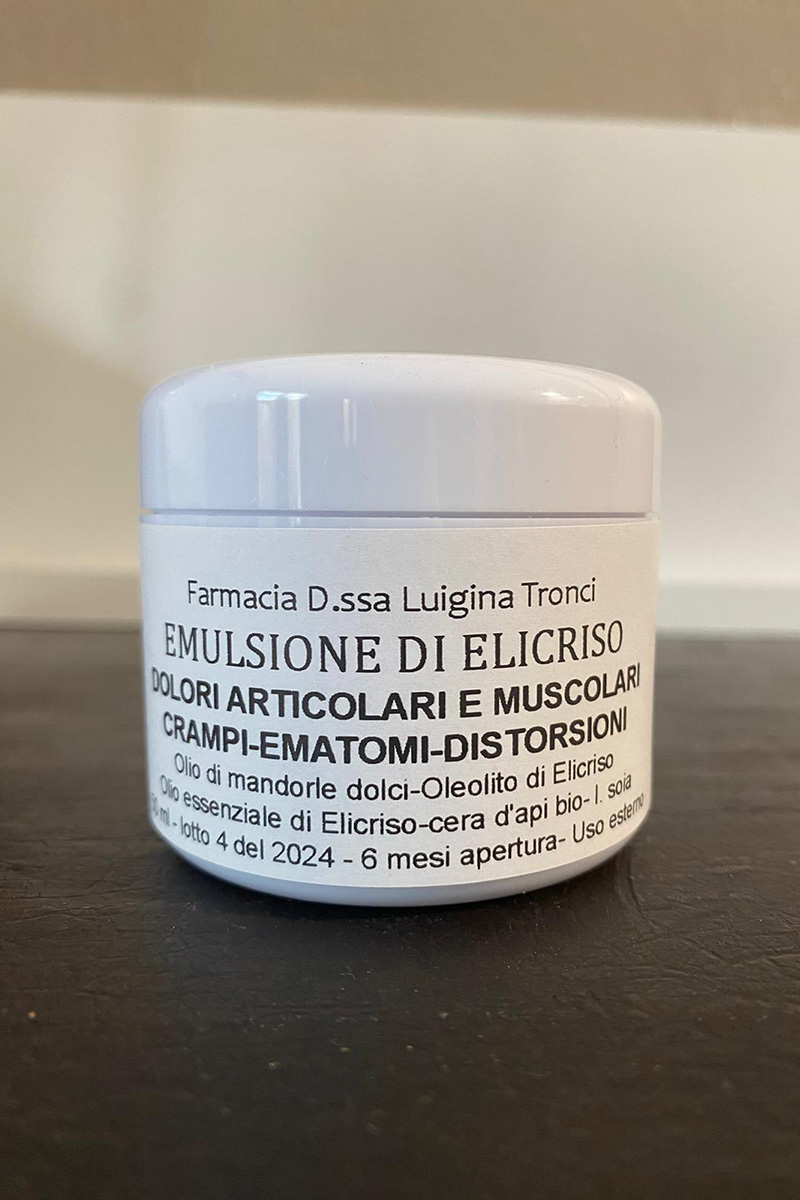 Farmacia D.ssa Luigina Tronci
EMULSIONE DI ELICRISO
DOLORI ARTICOLARI E MUSCOLARI
CRAMPI-EMATOMI-DISTORSIONI
Olio di mandorle dolci-Oleolito di Elicriso
Olio essenziale di Elicriso-cera d'api bio- l. soia
ml - lotto 4 del 2024 - 6 mesi apertura- Uso esterno